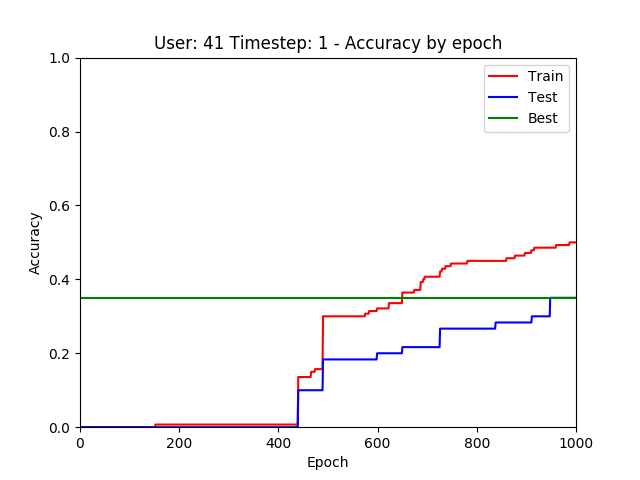 User: 41 Timestep: 1 - Accuracy by epoch
1.0
0.8
0.6
0.4
0.2
0.0
Accuracy
Train
Test
Best
0 200 400 600 800 1000
Epoch